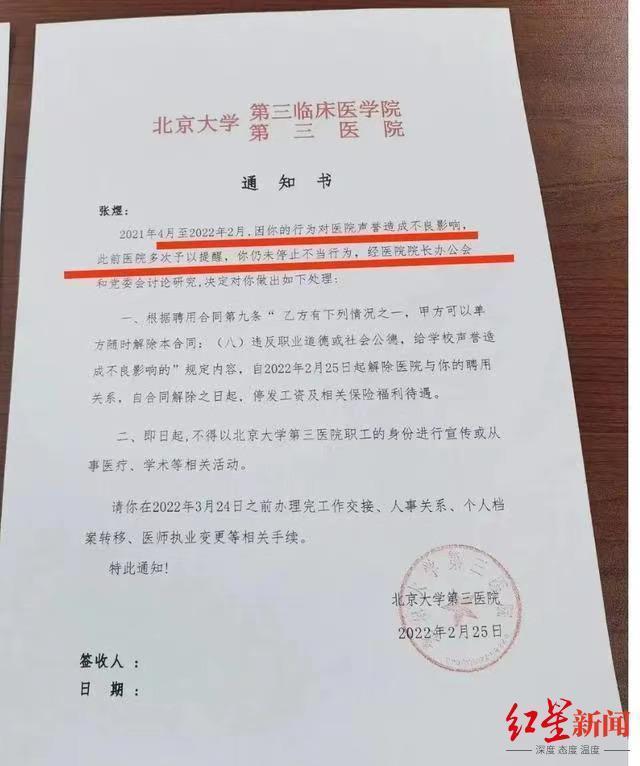 北京大学 第三临床医学院
第三医院
通知书
张煜：
2021年4月至2022年2月，因你的行为对医院声誉造成不良影响，
此前医院多次予以提醒，你仍未停止不当行为，经医院院长办公会
和党委会讨论研究，决定对你做出如下处理：
一、根据聘用合同第九条“乙方有下列情况之一，甲方可以单
方随时解除本合同：（八）违反职业道德或社会公德，给学校声誉造
成不良影响的”规定内容，自2022年2月25日起解除医院与你的聘用
关系，自合同解除之日起，停发工资及相关保险福利待遇。
二、即日起，不得以北京大学第三医院职工的身份进行宣传或从
事医疗、学术等相关活动。
请你在2022年3月24日之前办理完工作交接、人事关系、个人档
案转移、医师执业变更等相关手续。
特此通知！
北京大学第三医院
2022年2月25日
签收人：
日期：
红星新闻
深度 态度 温度